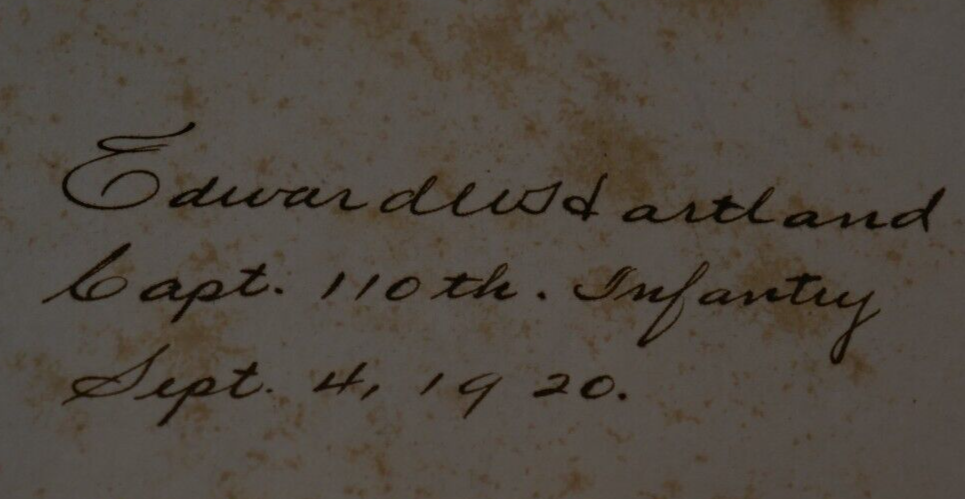 Edward W Hartland
Capt. 110th. Infantry
Sept. 4, 1920.